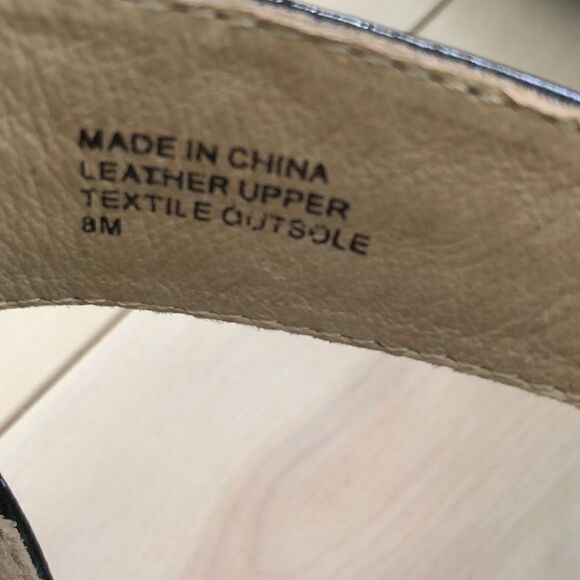 MADE IN CHINA
LEATHER UPPER
TEXTILE OUTSOLE
8M